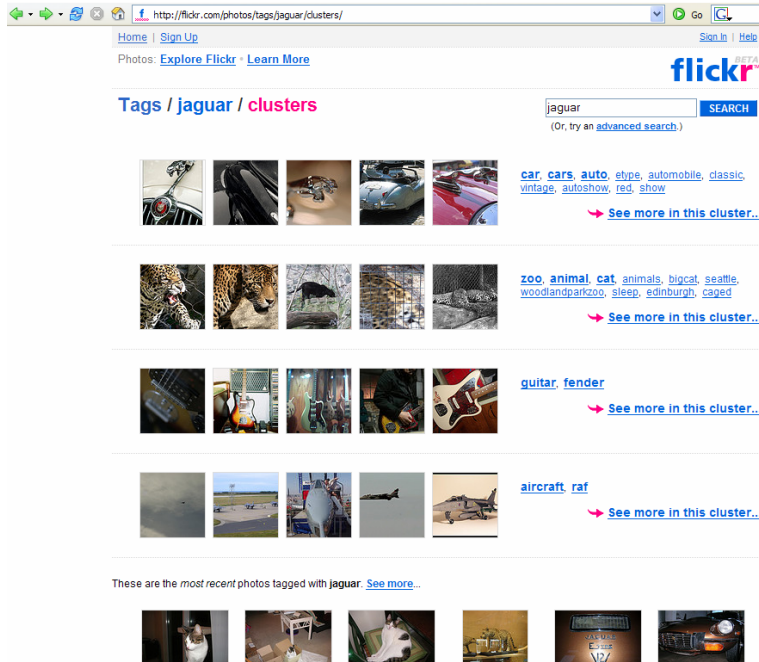 http://flickr.com/photos/tags/jaguar/clusters/
Go
Home | Sign Up
Sign In | Help
Photos: Explore Flickr • Learn More
flickr BETA
Tags / jaguar / clusters
jaguar
SEARCH
(Or, try an advanced search.)
car, cars, auto, etype, automobile, classic,
vintage, autoshow, red, show
See more in this cluster..
zoo, animal, cat, animals, bigcat, seattle,
woodlandparkzoo, sleep, edinburgh, caged
See more in this cluster..
guitar, fender
See more in this cluster..
aircraft, raf
See more in this cluster..
These are the most recent photos tagged with jaguar. See more...
JAGUAR